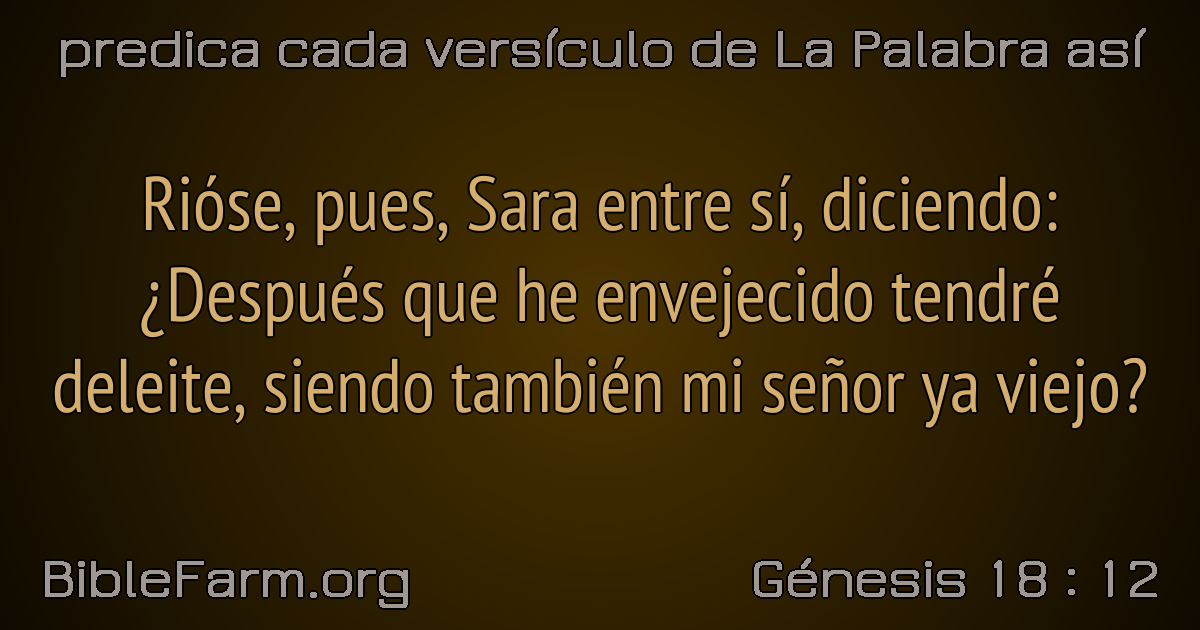 predica cada versículo de La Palabra así
Rióse, pues, Sara entre sí, diciendo:
¿Después que he envejecido tendré
deleite, siendo también mi señor ya viejo?
BibleFarm.org
Génesis 18 : 12